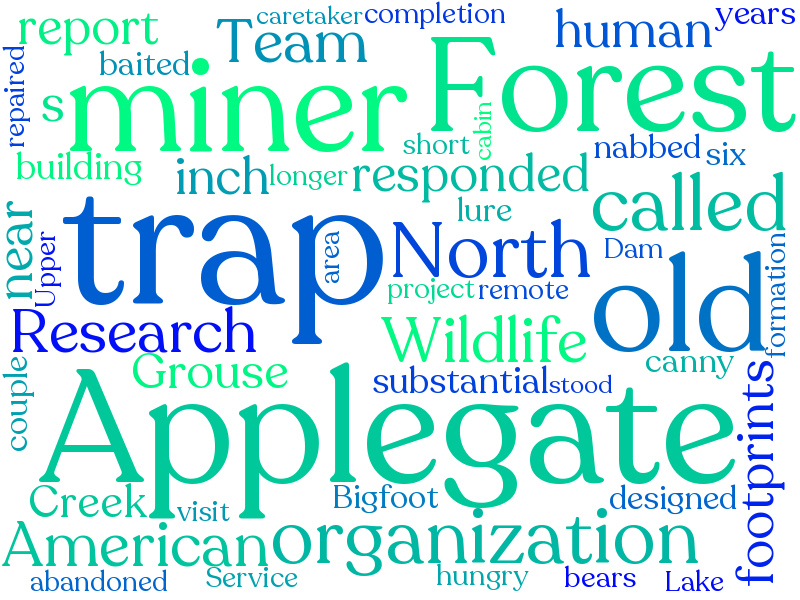 caretaker
completion
years
report
Team
human
baited
repaired
miner
Forest
s
cabin
short
nabbed
six
building
inch
longer
responded
called
near
trap
lure
North
Dam
area
Upper
old
formation
project
remote
Research
Wildlife
canny
Grouse
substantial
stood
couple
Applegate
footprints
Creek
visit
Bigfoot
designed
American
organization
abandoned
Service
hungry
bears
Lake